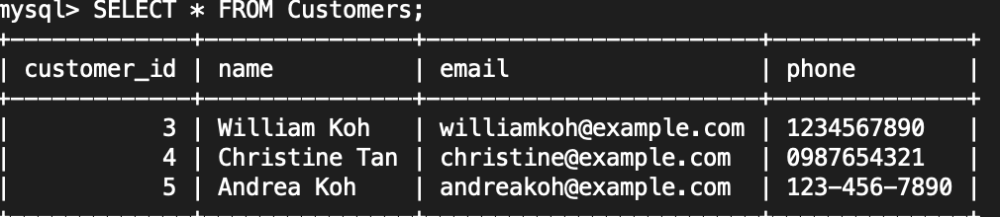 mysql> SELECT * FROM Customers;
+-------------+---------------+------------------------+--------------+
| customer_id | name          | email                  | phone        |
+-------------+---------------+------------------------+--------------+
|           3 | William Koh   | williamkoh@example.com | 1234567890   |
|           4 | Christine Tan | christine@example.com  | 0987654321   |
|           5 | Andrea Koh    | andreakoh@example.com  | 123-456-7890 |
+-------------+---------------+------------------------+--------------+